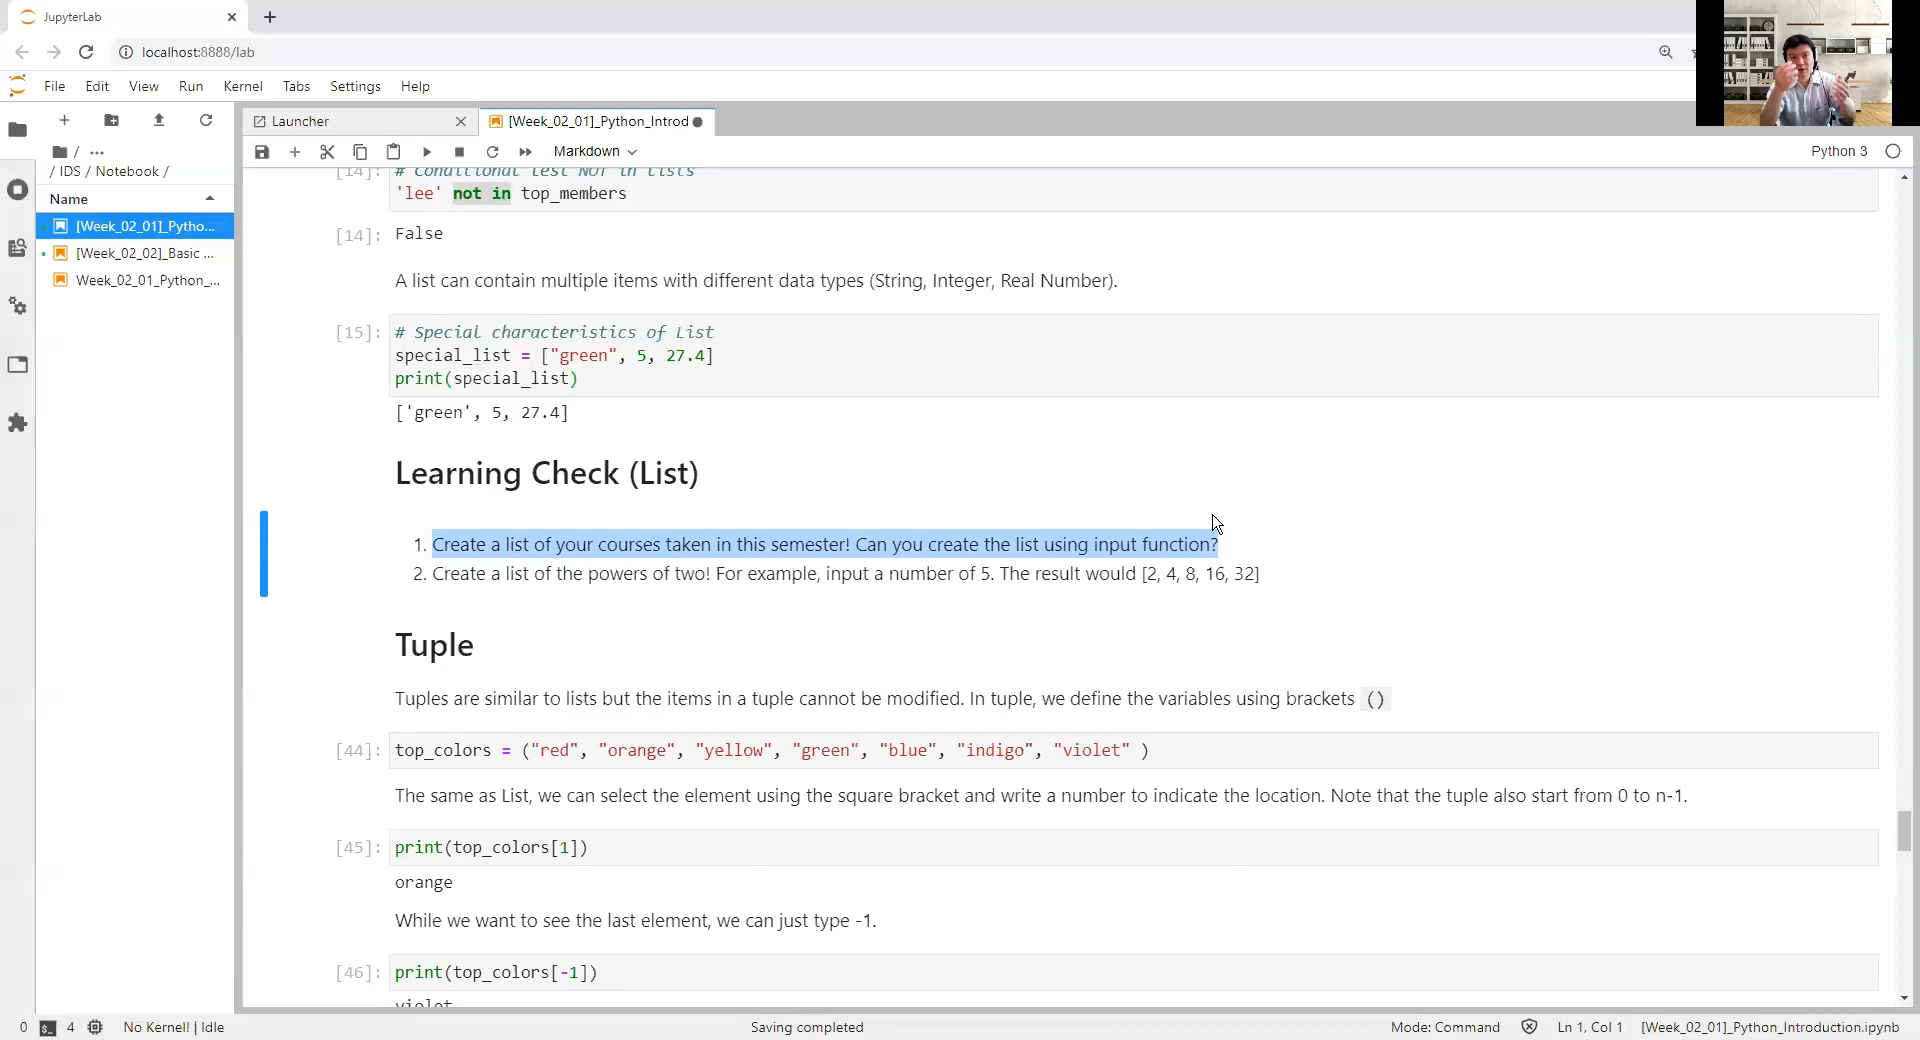 JupyterLab
localhost:8888/lab
File Edit View Run Kernel Tabs Settings Help
Launcher
[Week_02_01]_Python_Introd
/ ...
/ IDS / Notebook /
Markdown
Python 3
Name
[Week_02_01]_Pytho...
[Week_02_02]_Basic ...
Week_02_01_Python_...
[14]: # Conditional test NOT in Lists
'lee' not in top_members
[14]: False
A list can contain multiple items with different data types (String, Integer, Real Number).
[15]: # Special characteristics of List
special_list = ["green", 5, 27.4]
print(special_list)
['green', 5, 27.4]
Learning Check (List)
1. Create a list of your courses taken in this semester! Can you create the list using input function?
2. Create a list of the powers of two! For example, input a number of 5. The result would [2, 4, 8, 16, 32]
Tuple
Tuples are similar to lists but the items in a tuple cannot be modified. In tuple, we define the variables using brackets ()
[44]: top_colors = ("red", "orange", "yellow", "green", "blue", "indigo", "violet" )
The same as List, we can select the element using the square bracket and write a number to indicate the location. Note that the tuple also start from 0 to n-1.
[45]: print(top_colors[1])
orange
While we want to see the last element, we can just type -1.
[46]: print(top_colors[-1])
violet
0 4 No Kernel! | Idle
Saving completed
Mode: Command
Ln 1, Col 1
[Week_02_01]_Python_Introduction.ipynb